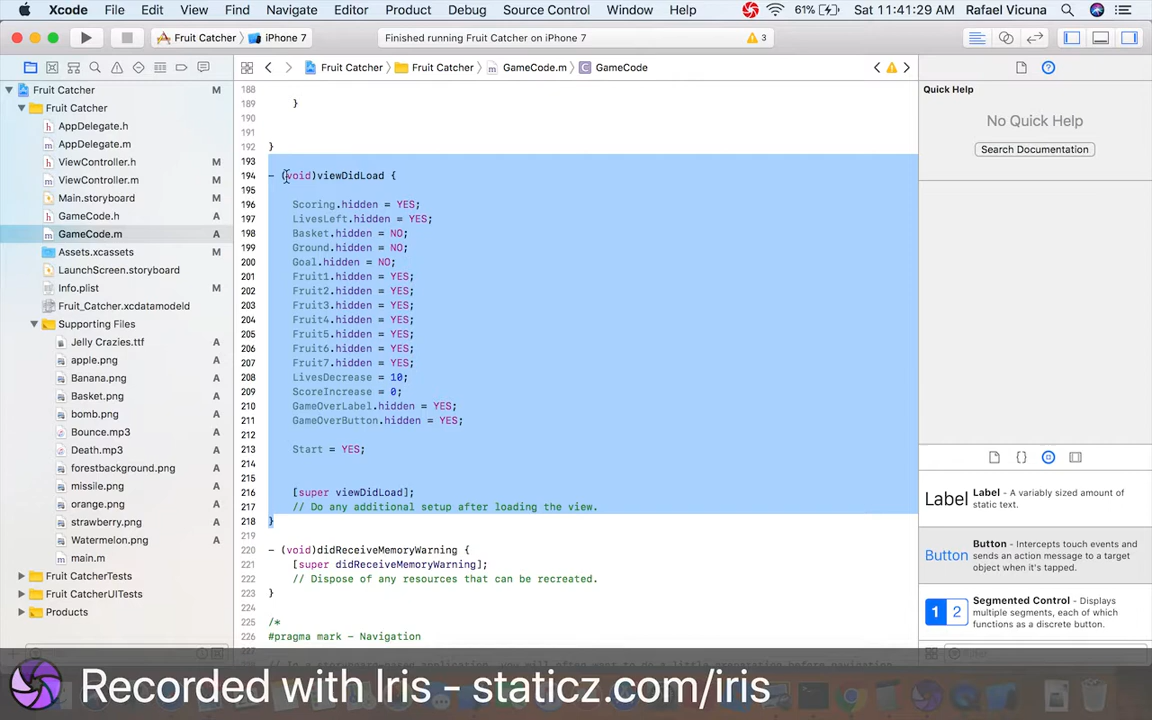 Xcode File Edit View Find Navigate Editor Product Debug Source Control Window Help 61% Sat 11:41:29 AM Rafael Vicuna
Fruit Catcher iPhone 7 Finished running Fruit Catcher on iPhone 7 3
Fruit Catcher Fruit Catcher GameCode.m C GameCode
Fruit Catcher M
Fruit Catcher
AppDelegate.h
AppDelegate.m
ViewController.h M
ViewController.m M
Main.storyboard M
GameCode.h A
GameCode.m A
Assets.xcassets M
LaunchScreen.storyboard
Info.plist M
Fruit_Catcher.xcdatamodeld
Supporting Files
Jelly Crazies.ttf A
apple.png A
Banana.png A
Basket.png A
bomb.png A
Bounce.mp3 A
Death.mp3 A
forestbackground.png A
missile.png A
orange.png A
strawberry.png A
Watermelon.png A
main.m
Fruit CatcherTests
Fruit CatcherUITests
Products
188
189 }
190
191
192 }
193
194 - (void)viewDidLoad {
195
196 Scoring.hidden = YES;
197 LivesLeft.hidden = YES;
198 Basket.hidden = NO;
199 Ground.hidden = NO;
200 Goal.hidden = NO;
201 Fruit1.hidden = YES;
202 Fruit2.hidden = YES;
203 Fruit3.hidden = YES;
204 Fruit4.hidden = YES;
205 Fruit5.hidden = YES;
206 Fruit6.hidden = YES;
207 Fruit7.hidden = YES;
208 LivesDecrease = 10;
209 ScoreIncrease = 0;
210 GameOverLabel.hidden = YES;
211 GameOverButton.hidden = YES;
212
213 Start = YES;
214
215
216 [super viewDidLoad];
217 // Do any additional setup after loading the view.
218 }
219
220 - (void)didReceiveMemoryWarning {
221 [super didReceiveMemoryWarning];
222 // Dispose of any resources that can be recreated.
223 }
224
225 /*
226 #pragma mark - Navigation
Quick Help
No Quick Help
Search Documentation
Label Label - A variably sized amount of
static text.
Button Button - Intercepts touch events and
sends an action message to a target
object when it's tapped.
1 2 Segmented Control - Displays
multiple segments, each of which
functions as a discrete button.
Recorded with Iris - staticz.com/iris